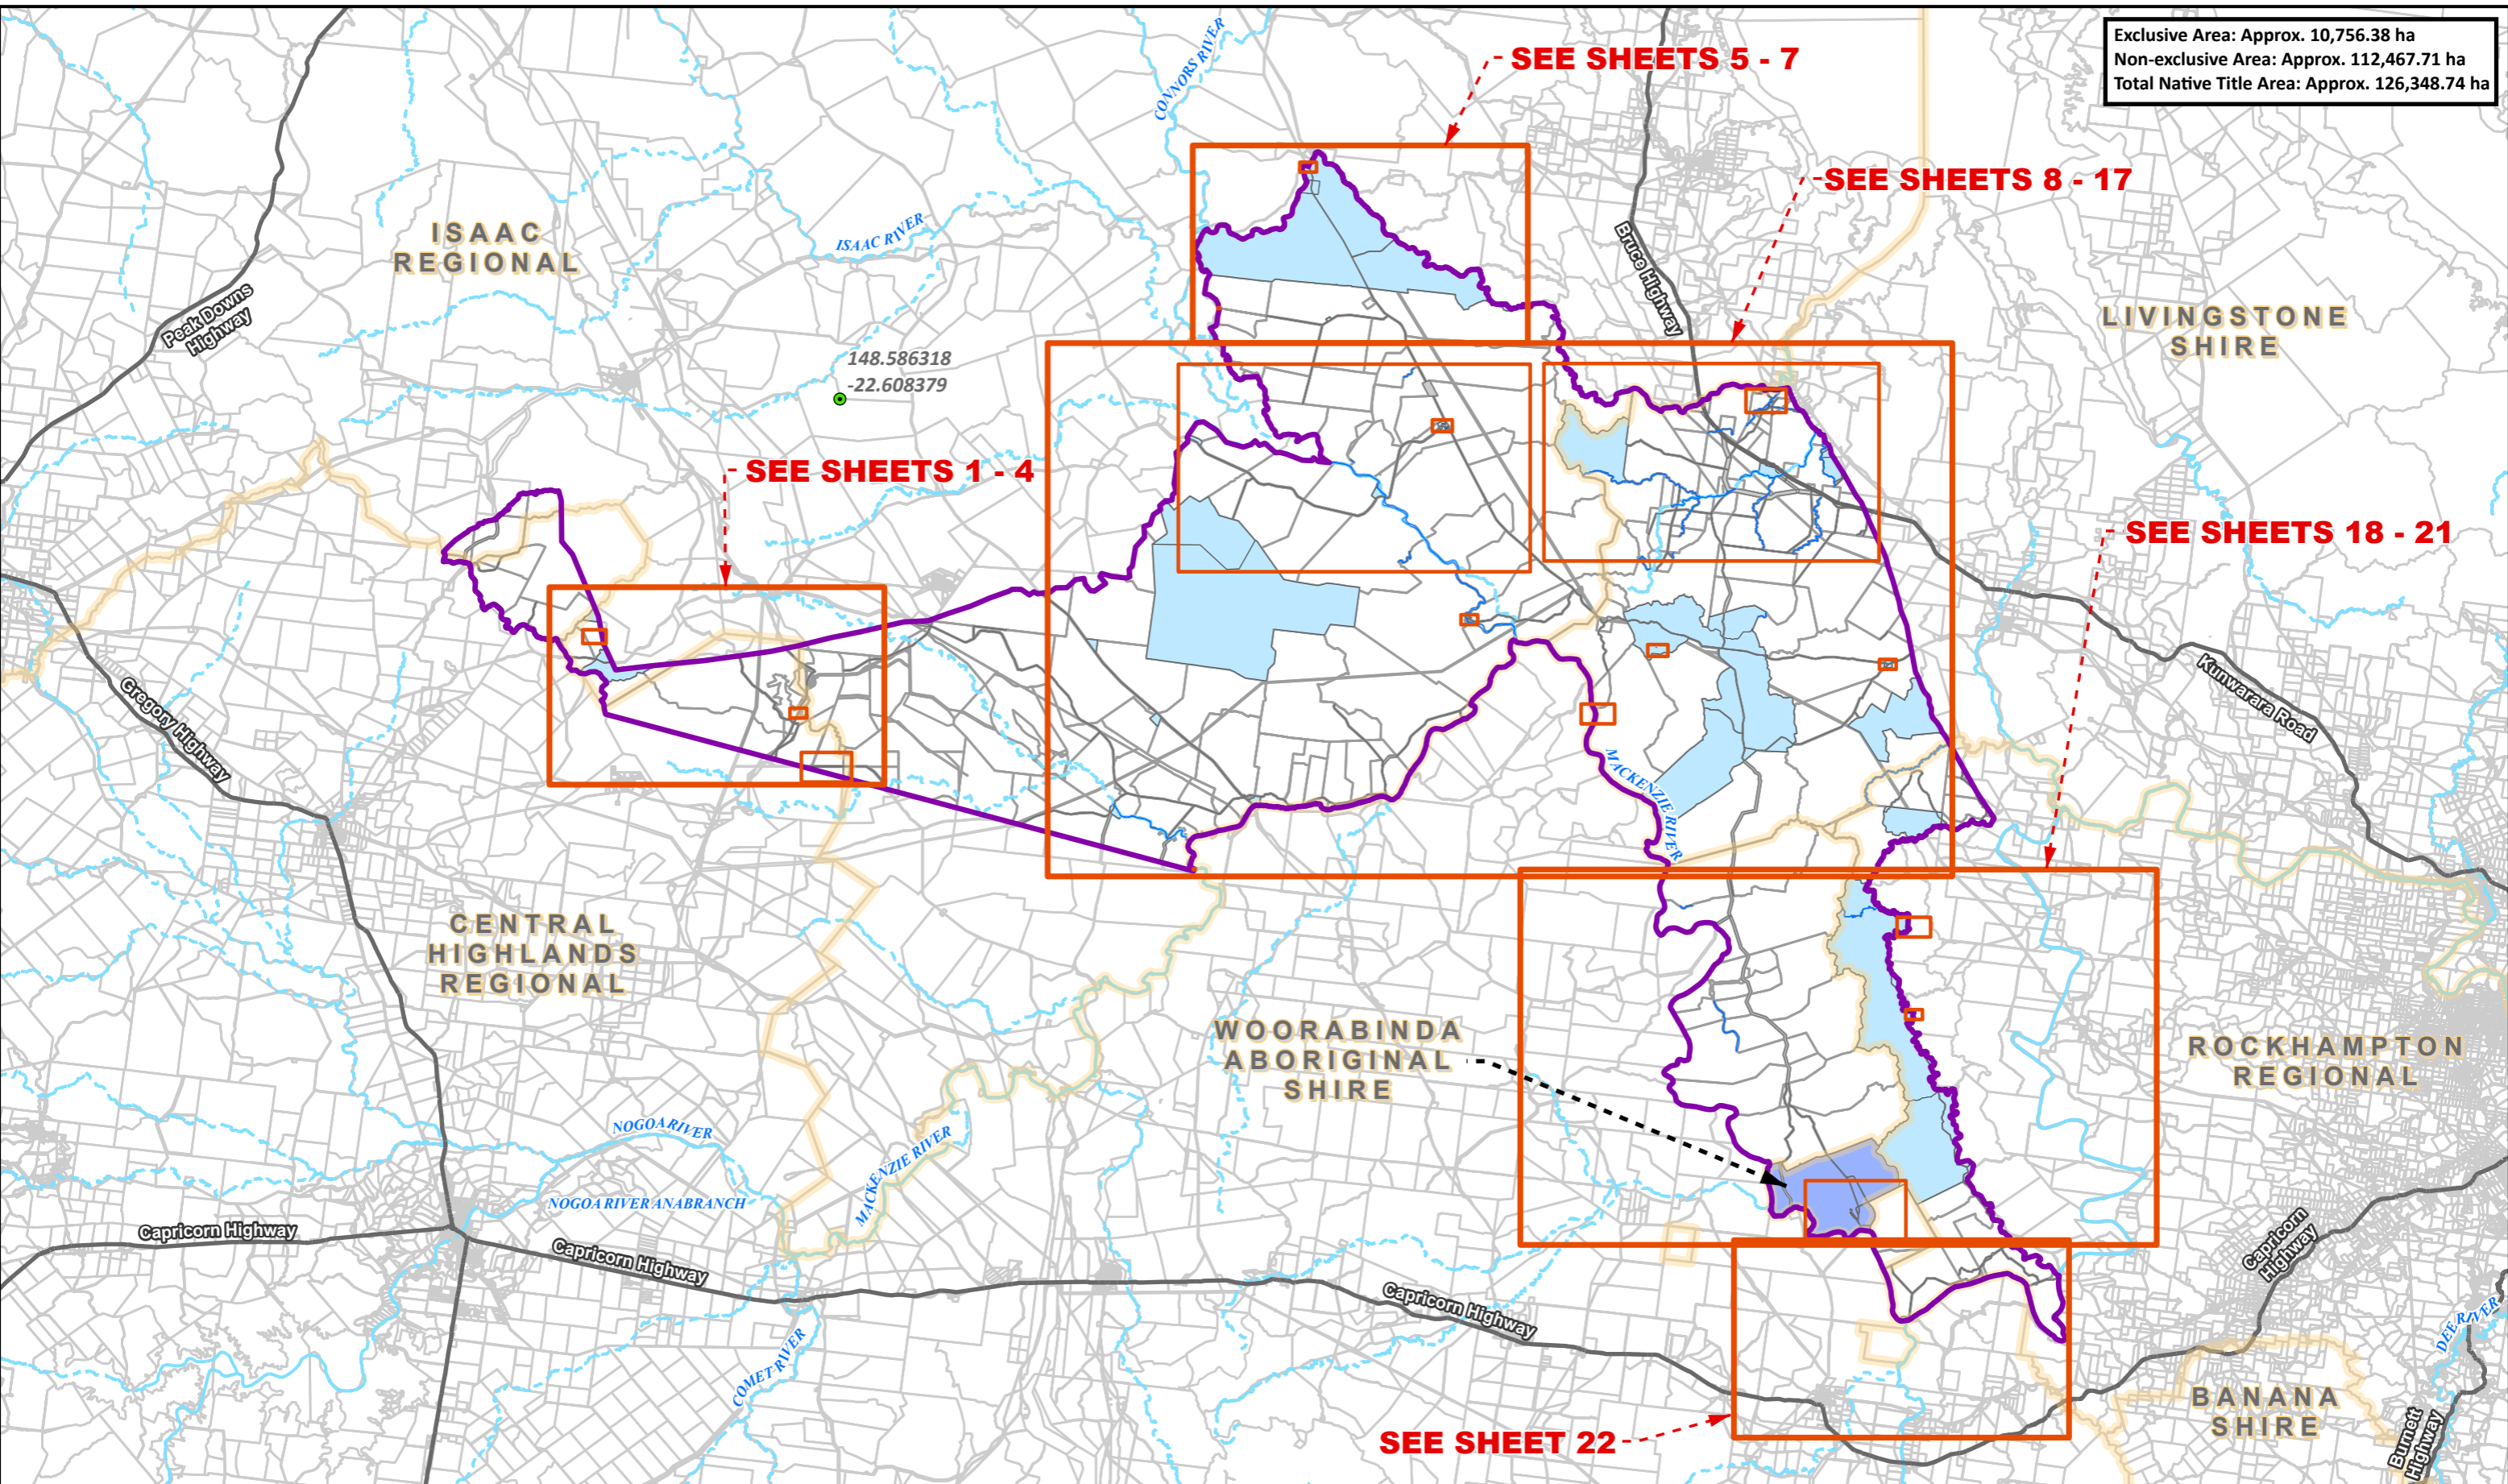 Exclusive Area: Approx. 10,756.38 ha
Non-exclusive Area: Approx. 112,467.71 ha
Total Native Title Area: Approx. 126,348.74 ha
CONNORS RIVER
SEE SHEETS 5 - 7
SEE SHEETS 8 - 17
ISAAC
REGIONAL
ISAAC RIVER
Bruce Highway
Peak Downs
Highway
LIVINGSTONE
SHIRE
148.586318
-22.608379
SEE SHEETS 1 - 4
SEE SHEETS 18 - 21
Gregory Highway
Kunwarara Road
MACKENZIE RIVER
CENTRAL
HIGHLANDS
REGIONAL
WOORABINDA
ABORIGINAL
SHIRE
ROCKHAMPTON
REGIONAL
NOGOA RIVER
MACKENZIE RIVER
NOGOA RIVER ANABRANCH
Capricorn Highway
Capricorn Highway
Capricorn
Highway
Capricorn Highway
COMET RIVER
DEE RIVER
BANANA
SHIRE
Burnett
Highway
SEE SHEET 22